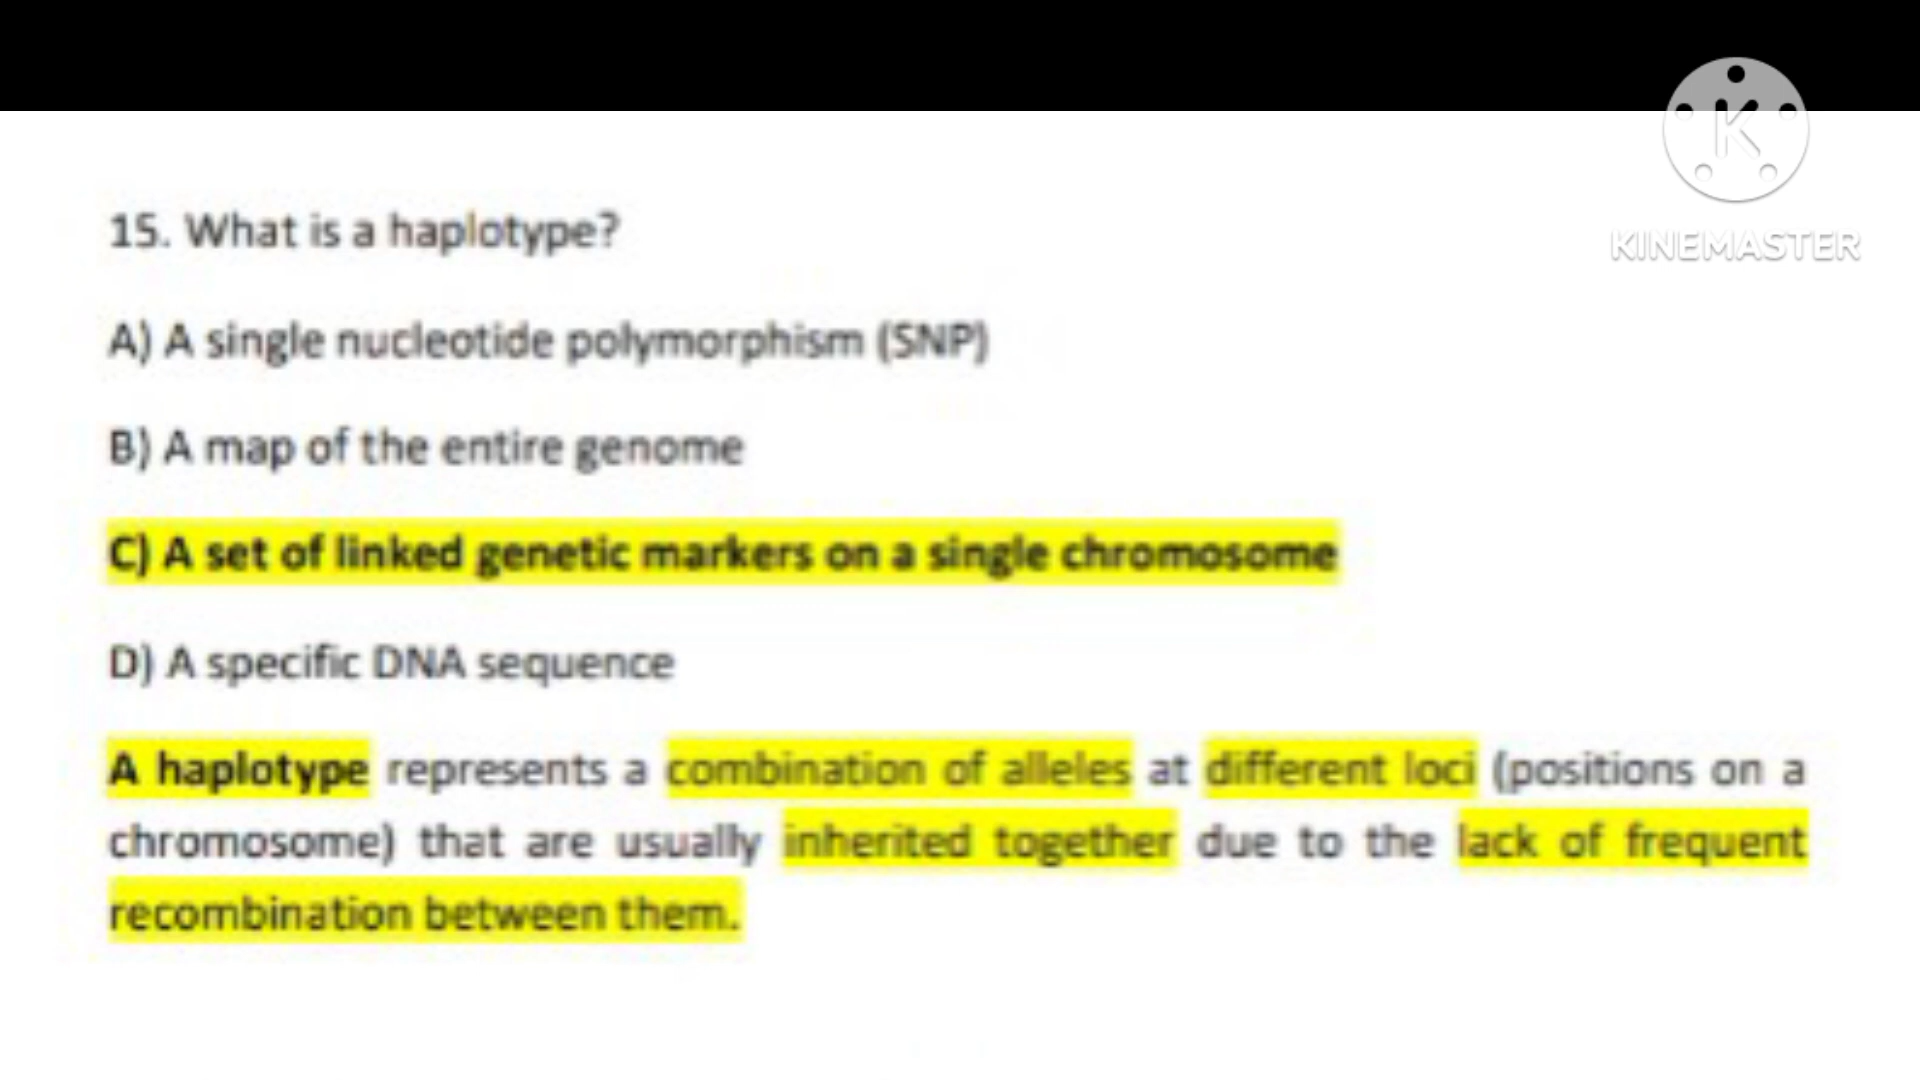 KINEMASTER
15. What is a haplotype?
A) A single nucleotide polymorphism (SNP)
B) A map of the entire genome
C) A set of linked genetic markers on a single chromosome
D) A specific DNA sequence
A haplotype represents a combination of alleles at different loci (positions on a
chromosome) that are usually inherited together due to the lack of frequent
recombination between them.